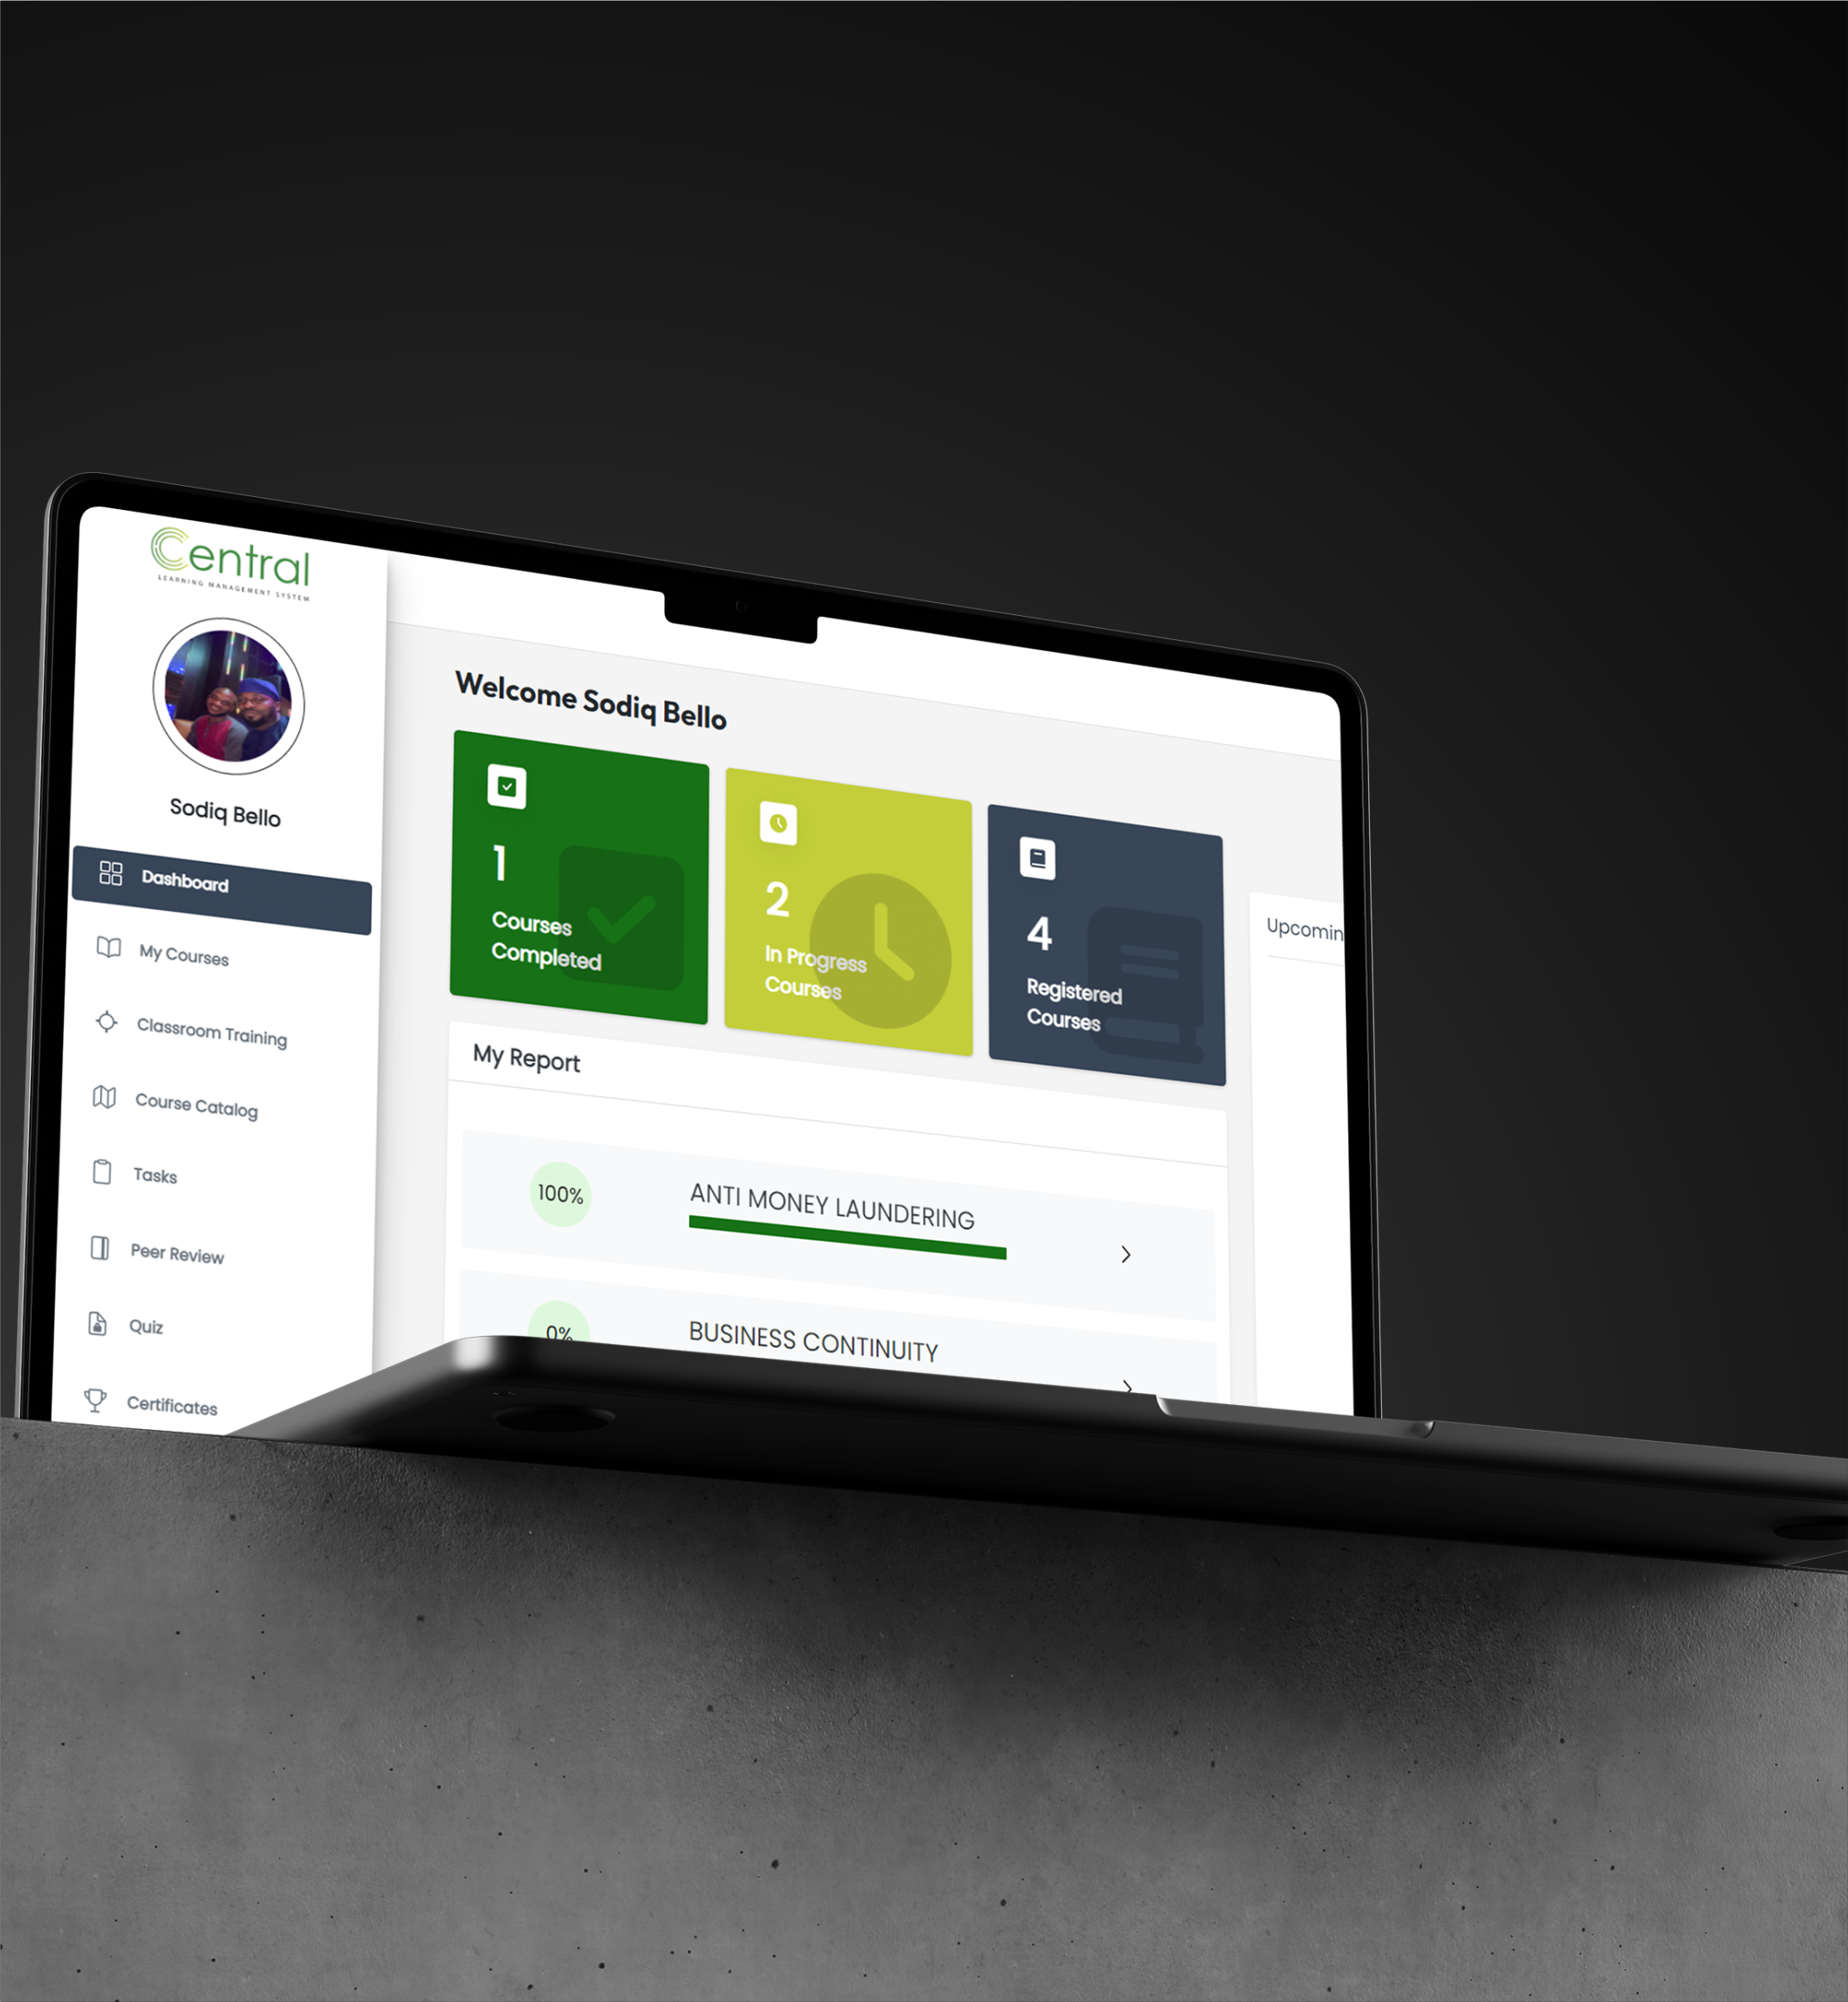 Central
LEARNING MANAGEMENT SYSTEM
Sodiq Bello
Dashboard
My Courses
Classroom Training
Course Catalog
Tasks
Peer Review
Quiz
Certificates
Welcome Sodiq Bello
1
Courses
Completed
2
In Progress
Courses
4
Registered
Courses
Upcomin
My Report
100%
ANTI MONEY LAUNDERING
0%
BUSINESS CONTINUITY